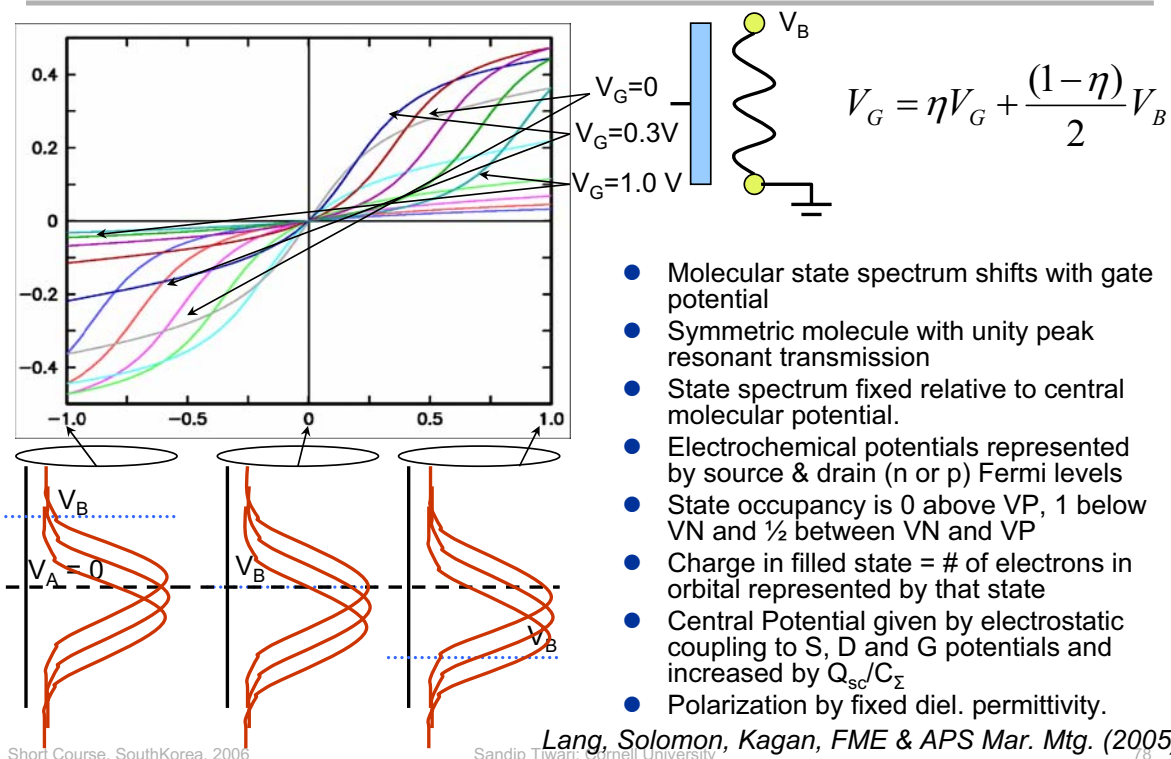 0.4
0.2
0
−0.2
−0.4
−1.0 −0.5 0 0.5 1.0
V_G=0
V_G=0.3V
V_G=1.0 V
V_B
V_G = ηV_G + (1−η)/2 V_B
V_B
V_A = 0
V_B
V_B
● Molecular state spectrum shifts with gate
potential
● Symmetric molecule with unity peak
resonant transmission
● State spectrum fixed relative to central
molecular potential.
● Electrochemical potentials represented
by source & drain (n or p) Fermi levels
● State occupancy is 0 above VP, 1 below
VN and ½ between VN and VP
● Charge in filled state = # of electrons in
orbital represented by that state
● Central Potential given by electrostatic
coupling to S, D and G potentials and
increased by Q_sc/C_Σ
● Polarization by fixed diel. permittivity.
Lang, Solomon, Kagan, FME & APS Mar. Mtg. (2005)
Short Course, SouthKorea, 2006
Sandip Tiwari; Cornell University
78